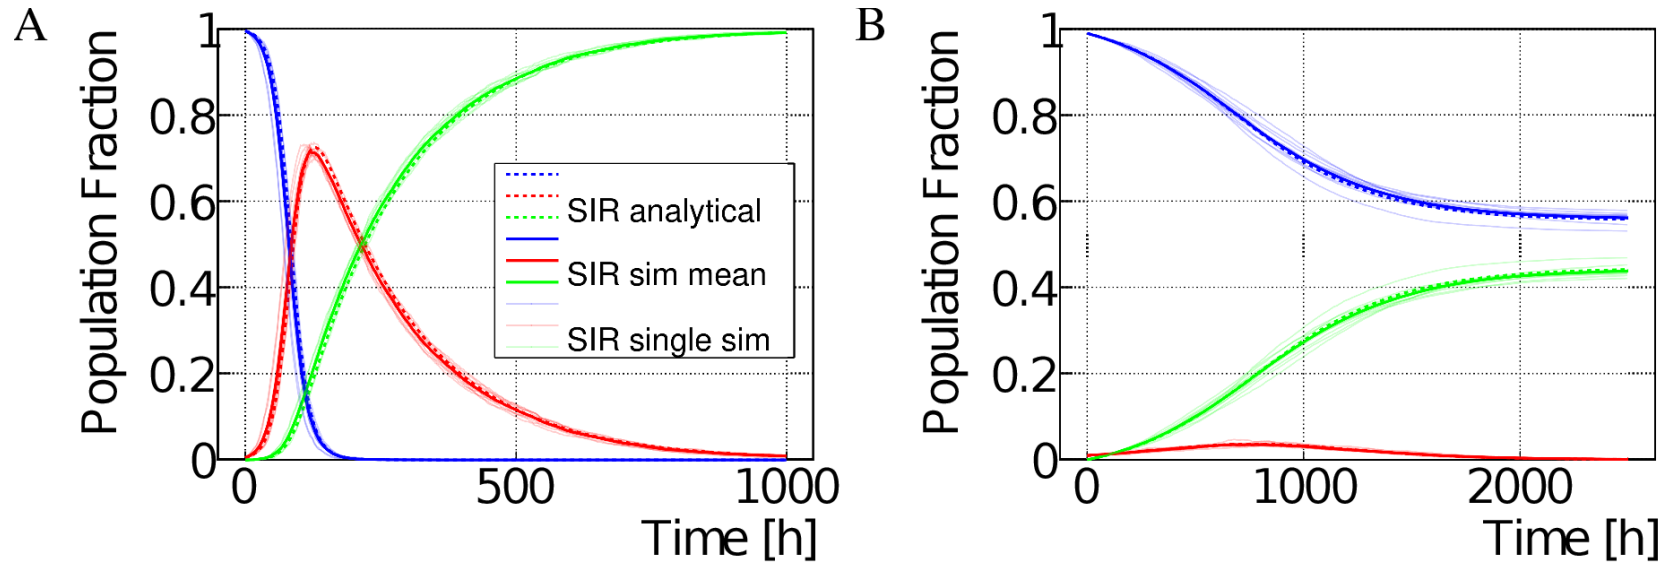 A
Population Fraction
1
0.8
0.6
0.4
0.2
0
0 500 1000
Time [h]
SIR analytical
SIR sim mean
SIR single sim
B
Population Fraction
1
0.8
0.6
0.4
0.2
0
0 1000 2000
Time [h]